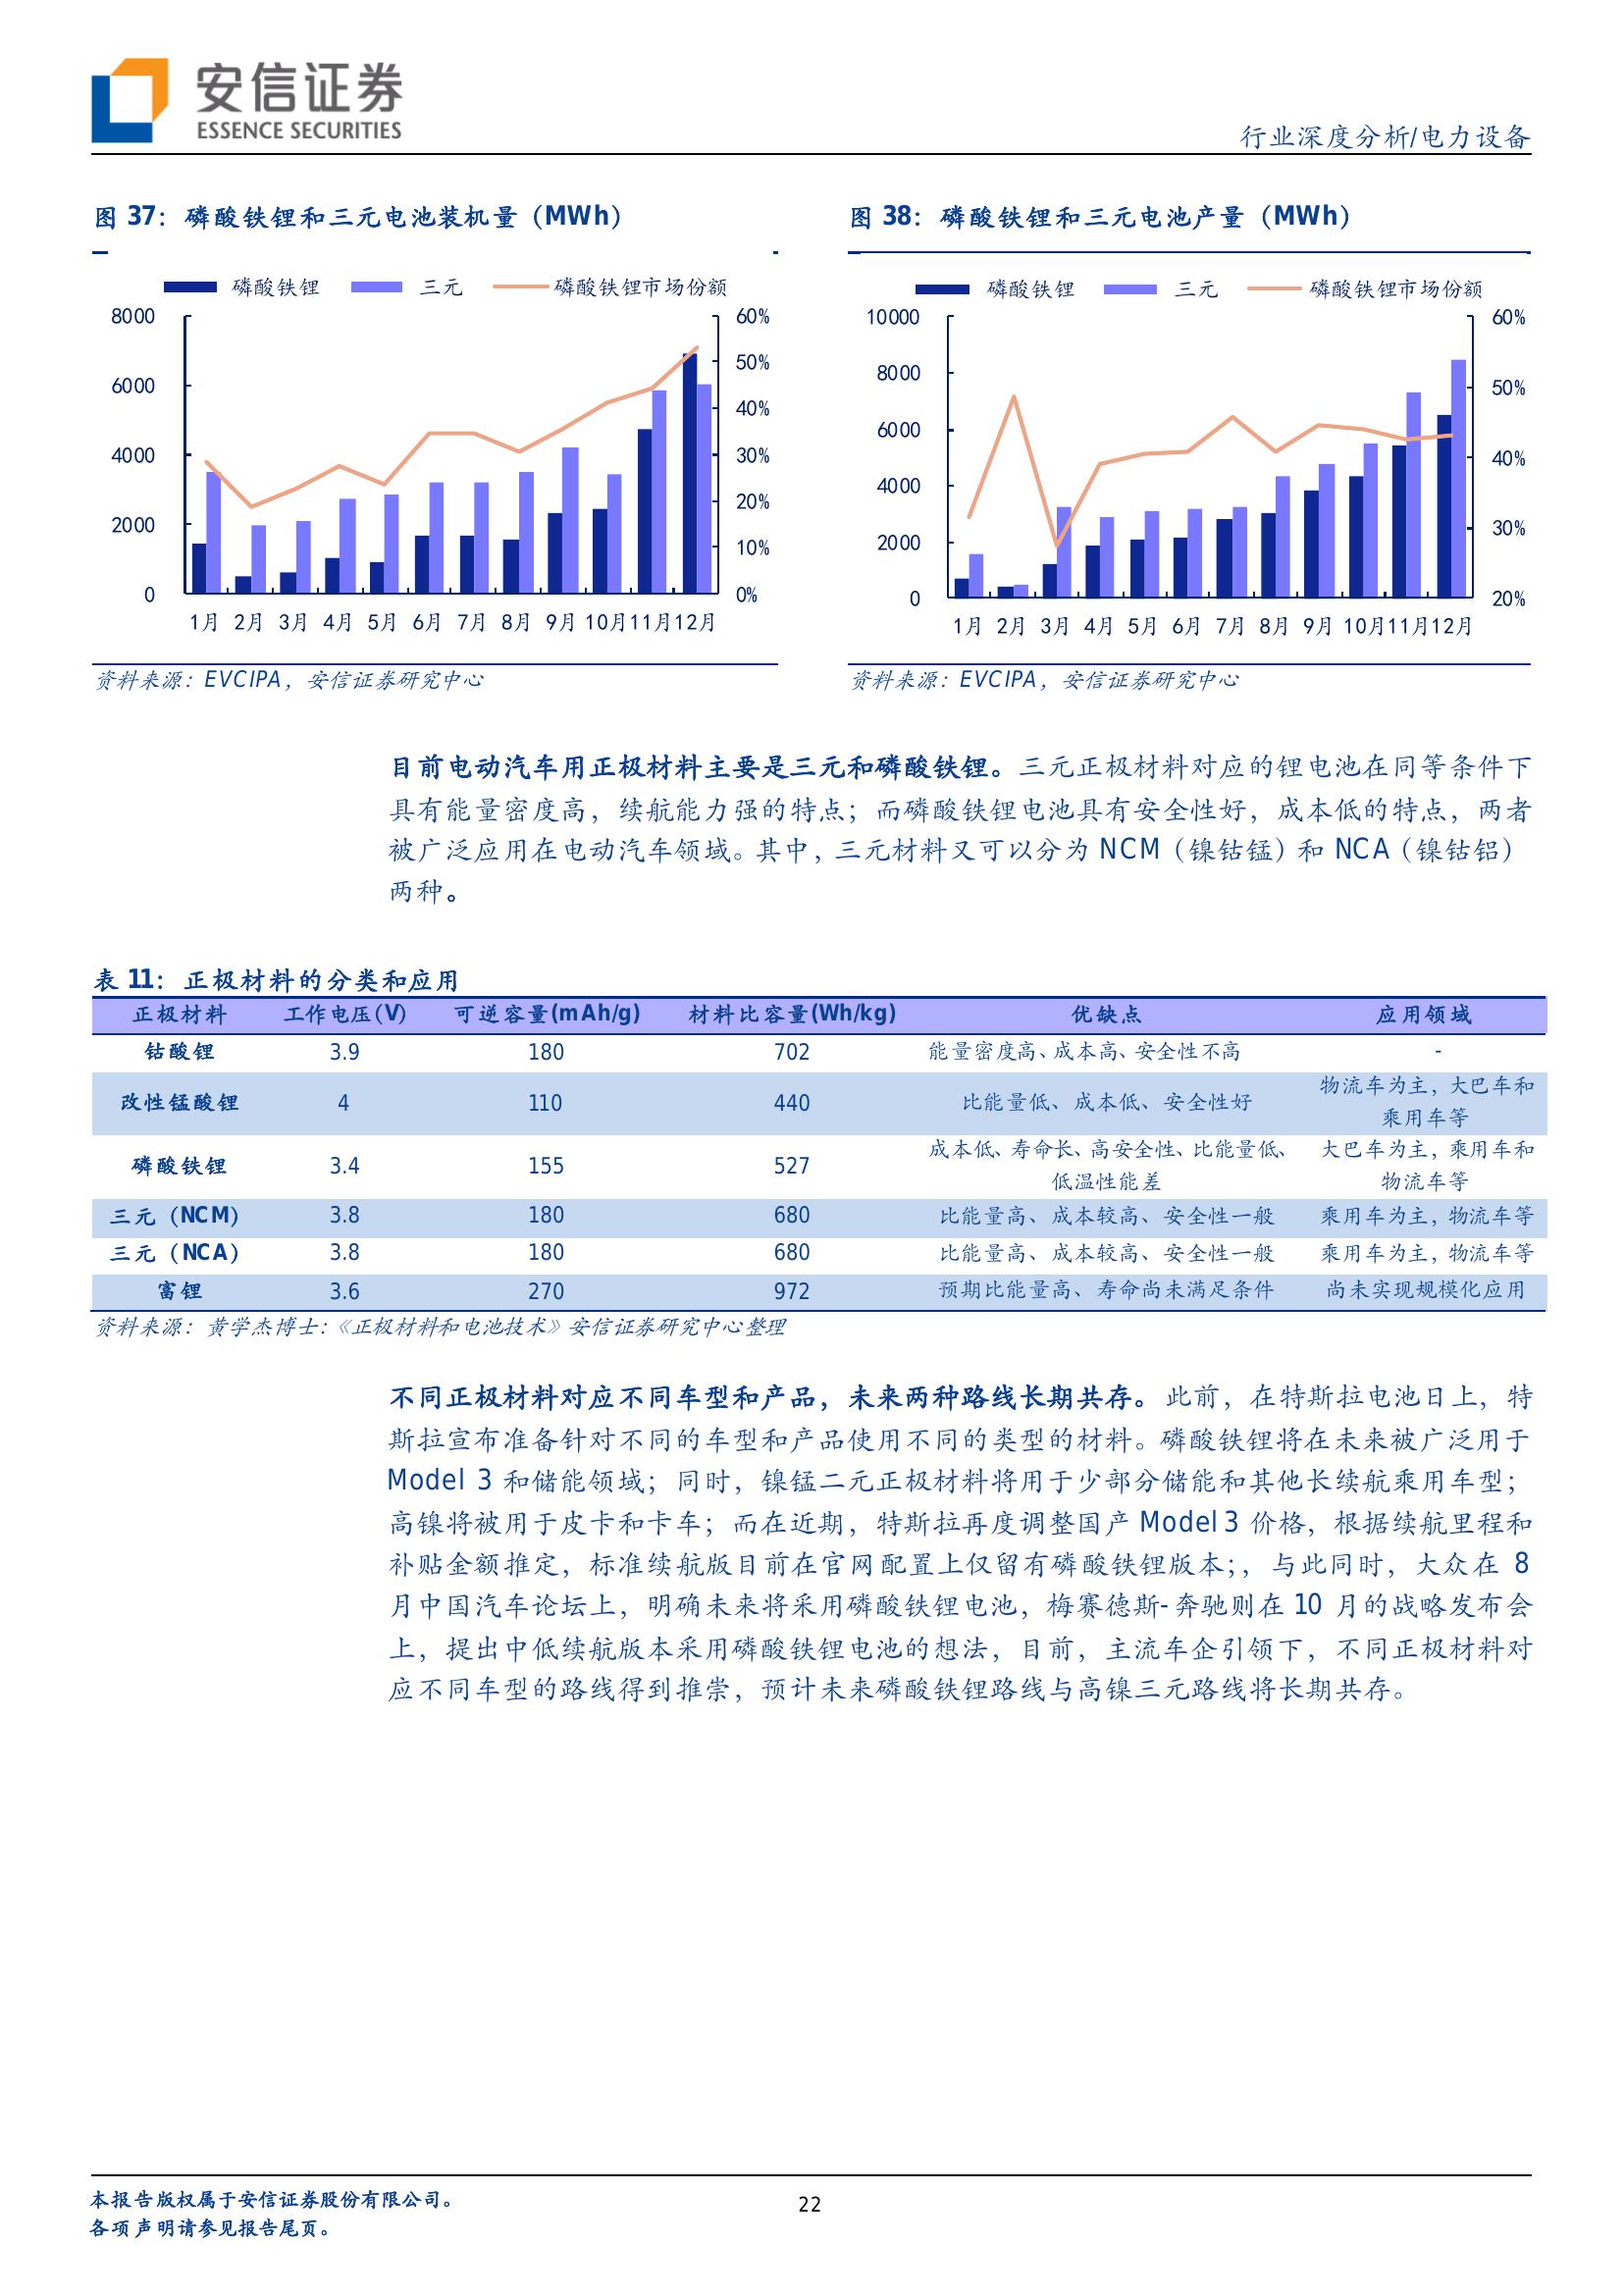 安信证券
ESSENCE SECURITIES
行业深度分析/电力设备
图 37：磷酸铁锂和三元电池装机量（MWh）
磷酸铁锂 三元 磷酸铁锂市场份额
8000
6000
4000
2000
0
60%
50%
40%
30%
20%
10%
0%
1月 2月 3月 4月 5月 6月 7月 8月 9月 10月 11月 12月
资料来源：EVCIPA，安信证券研究中心
图 38：磷酸铁锂和三元电池产量（MWh）
磷酸铁锂 三元 磷酸铁锂市场份额
10000
8000
6000
4000
2000
0
60%
50%
40%
30%
20%
1月 2月 3月 4月 5月 6月 7月 8月 9月 10月 11月 12月
资料来源：EVCIPA，安信证券研究中心
目前电动汽车用正极材料主要是三元和磷酸铁锂。三元正极材料对应的锂电池在同等条件下
具有能量密度高，续航能力强的特点；而磷酸铁锂电池具有安全性好，成本低的特点，两者
被广泛应用在电动汽车领域。其中，三元材料又可以分为 NCM（镍钴锰）和 NCA（镍钴铝）
两种。
表 11：正极材料的分类和应用
正极材料 工作电压(V) 可逆容量(mAh/g) 材料比容量(Wh/kg) 优缺点 应用领域
钴酸锂 3.9 180 702 能量密度高、成本高、安全性不高 -
改性锰酸锂 4 110 440 比能量低、成本低、安全性好 物流车为主，大巴车和
乘用车等
磷酸铁锂 3.4 155 527 成本低、寿命长、高安全性、比能量低、 大巴车为主，乘用车和
低温性能差 物流车等
三元（NCM） 3.8 180 680 比能量高、成本较高、安全性一般 乘用车为主，物流车等
三元（NCA） 3.8 180 680 比能量高、成本较高、安全性一般 乘用车为主，物流车等
富锂 3.6 270 972 预期比能量高、寿命尚未满足条件 尚未实现规模化应用
资料来源：黄学杰博士：《正极材料和电池技术》安信证券研究中心整理
不同正极材料对应不同车型和产品，未来两种路线长期共存。此前，在特斯拉电池日上，特
斯拉宣布准备针对不同的车型和产品使用不同的类型的材料。磷酸铁锂将在未来被广泛用于
Model 3 和储能领域；同时，镍锰二元正极材料将用于少部分储能和其他长续航乘用车型；
高镍将被用于皮卡和卡车；而在近期，特斯拉再度调整国产 Model 3 价格，根据续航里程和
补贴金额推定，标准续航版目前在官网配置上仅留有磷酸铁锂版本；，与此同时，大众在 8
月中国汽车论坛上，明确未来将采用磷酸铁锂电池，梅赛德斯-奔驰则在 10 月的战略发布会
上，提出中低续航版本采用磷酸铁锂电池的想法，目前，主流车企引领下，不同正极材料对
应不同车型的路线得到推崇，预计未来磷酸铁锂路线与高镍三元路线将长期共存。
本报告版权属于安信证券股份有限公司。
各项声明请参见报告尾页。
22